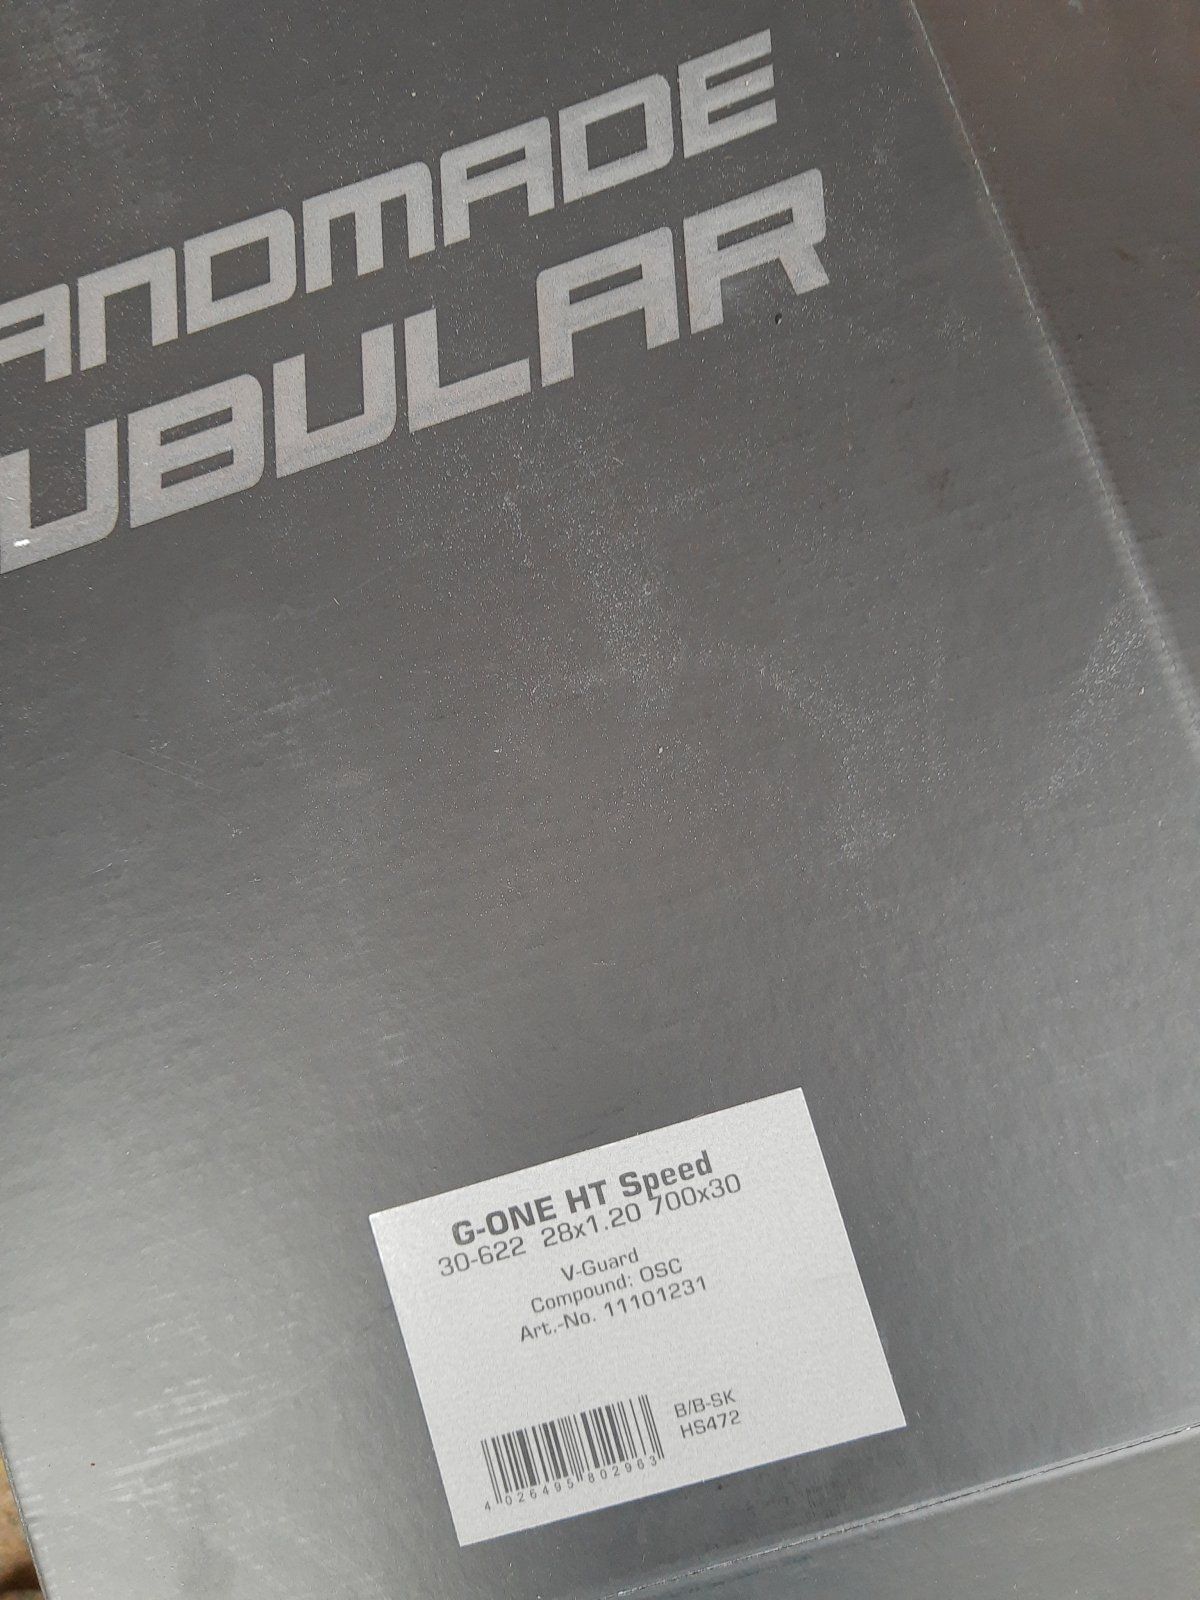 ANDMADE
UBULAR
G-ONE HT Speed
30-622 28x1.20 700x30
V-Guard
Compound: OSC
Art.-No. 11101231
B/B-SK
HS472
4 026495 802963